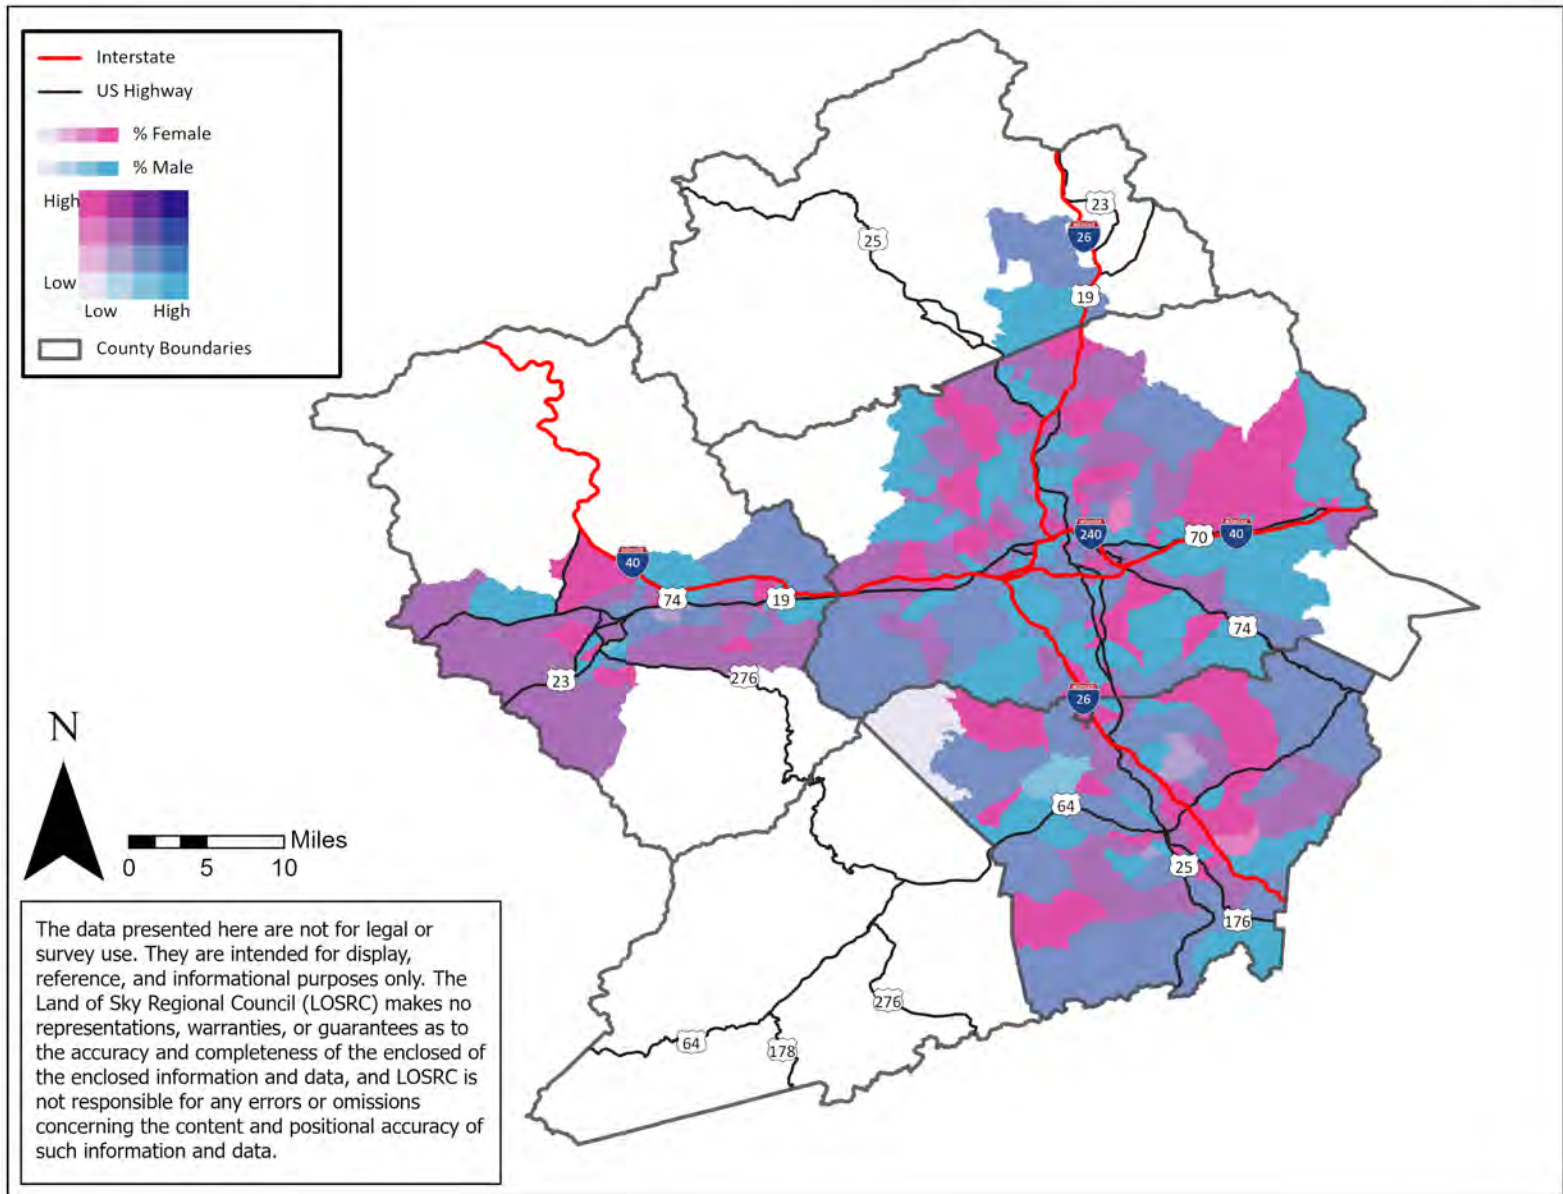 Interstate
US Highway
% Female
% Male
High
Low
Low High
County Boundaries
23
25
26
19
240
70
40
40
74
19
74
23
276
26
64
25
176
276
64
178
N
Miles
0 5 10
The data presented here are not for legal or
survey use. They are intended for display,
reference, and informational purposes only. The
Land of Sky Regional Council (LOSRC) makes no
representations, warranties, or guarantees as to
the accuracy and completeness of the enclosed of
the enclosed information and data, and LOSRC is
not responsible for any errors or omissions
concerning the content and positional accuracy of
such information and data.